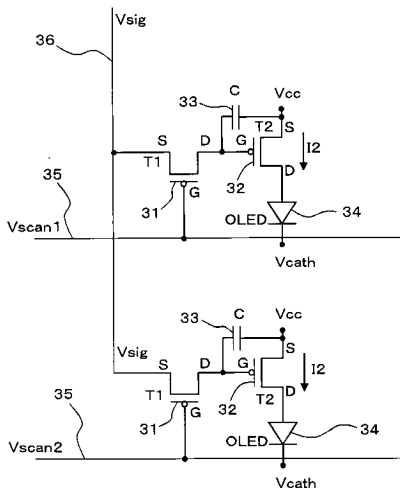 36
Vsig
Vcc
C
33
S
T2
S
D
G
I2
T1
32
D
35
31
G
34
OLED
Vscan1
Vcath
Vcc
33
C
Vsig
S
D
G
S
I2
T1
D
35
31
G
32
T2
34
OLED
Vscan2
Vcath